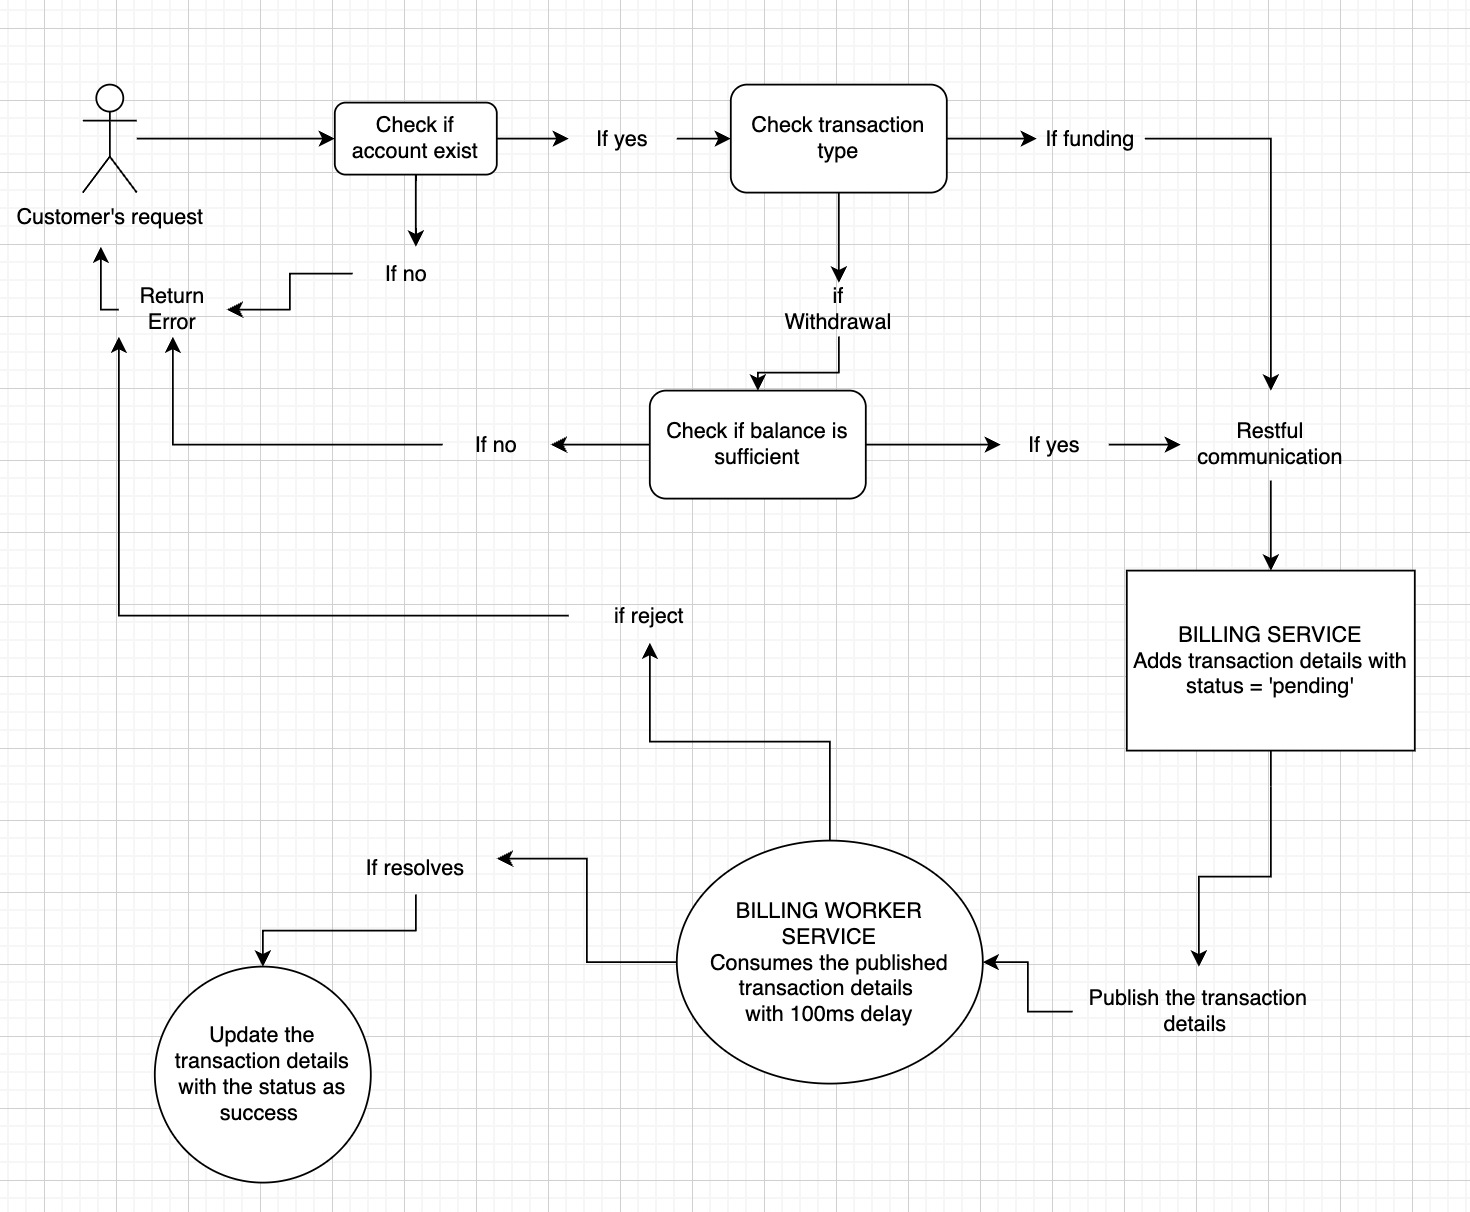 Check if
account exist
If yes
Check transaction
type
If funding
Customer's request
If no
Return
Error
if
Withdrawal
Check if balance is
sufficient
If no
If yes
Restful
communication
if reject
BILLING SERVICE
Adds transaction details with
status = 'pending'
If resolves
BILLING WORKER
SERVICE
Consumes the published
transaction details
with 100ms delay
Publish the transaction
details
Update the
transaction details
with the status as
success